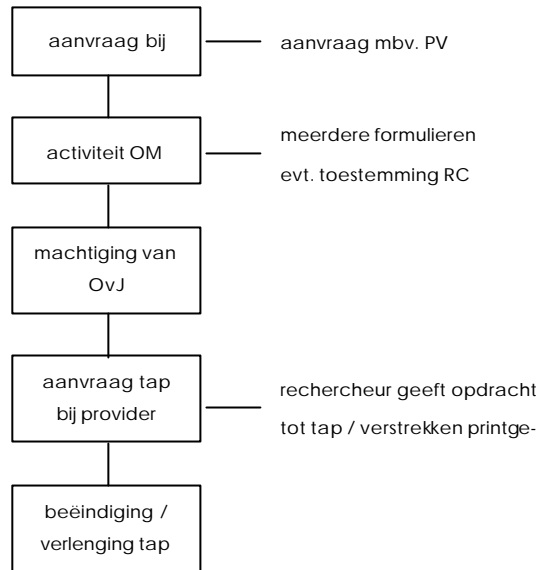 aanvraag bij
aanvraag mbv. PV
activiteit OM
meerdere formulieren
evt. toestemming RC
machtiging van
OvJ
aanvraag tap
bij provider
rechercheur geeft opdracht
tot tap / verstrekken printge-
beëindiging /
verlenging tap